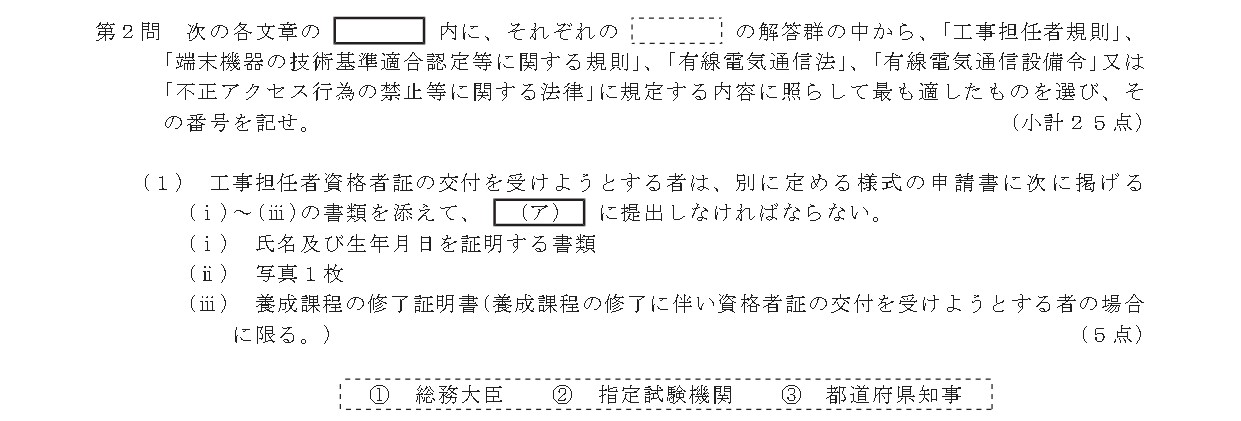 第２問 次の各文章の 内に、それぞれの の解答群の中から、｢工事担任者規則｣、
｢端末機器の技術基準適合認定等に関する規則｣、｢有線電気通信法｣、｢有線電気通信設備令｣又は
｢不正アクセス行為の禁止等に関する法律｣に規定する内容に照らして最も適したものを選び、そ
の番号を記せ。 (小計２５点)
(１) 工事担任者資格者証の交付を受けようとする者は、別に定める様式の申請書に次に掲げる
(ⅰ)～(ⅲ)の書類を添えて、 (ア) に提出しなければならない。
(ⅰ) 氏名及び生年月日を証明する書類
(ⅱ) 写真１枚
(ⅲ) 養成課程の修了証明書(養成課程の修了に伴い資格者証の交付を受けようとする者の場合
に限る。) (５点)
① 総務大臣 ② 指定試験機関 ③ 都道府県知事